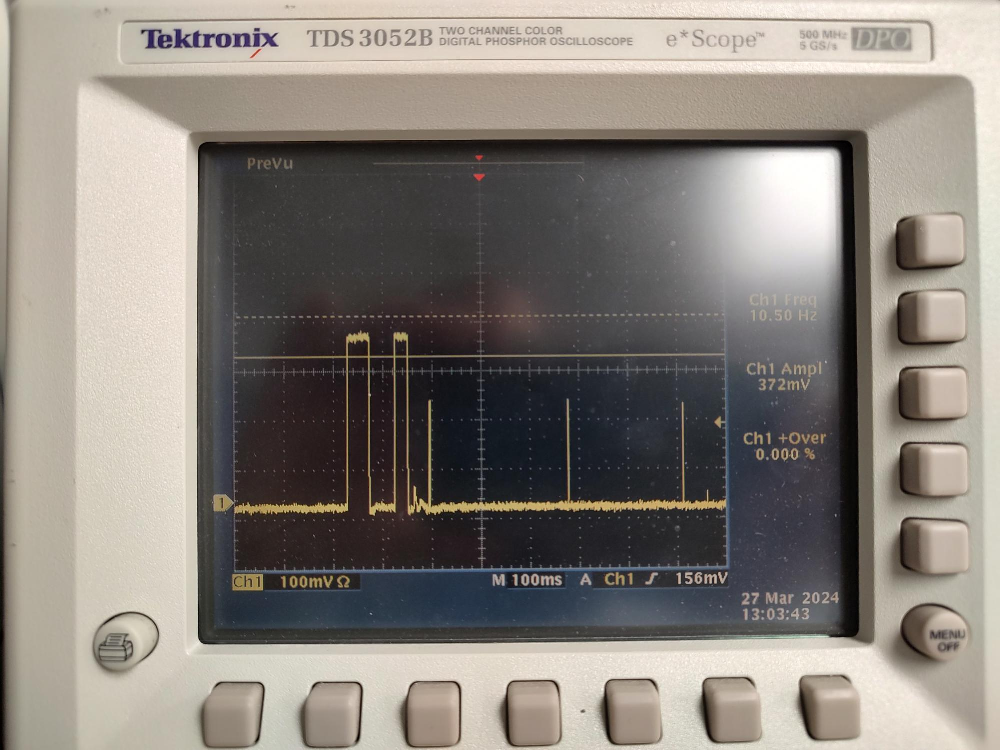 Tektronix TDS 3052B TWO CHANNEL COLOR DIGITAL PHOSPHOR OSCILLOSCOPE e*Scope™ 500 MHz 5 GS/s DPO
PreVu
Ch1 Freq
10.50 Hz
Ch1 Ampl
372mV
Ch1 +Over
0.000 %
1
Ch1 100mVΩ M 100ms A Ch1 156mV
27 Mar 2024
13:03:43
MENU
OFF